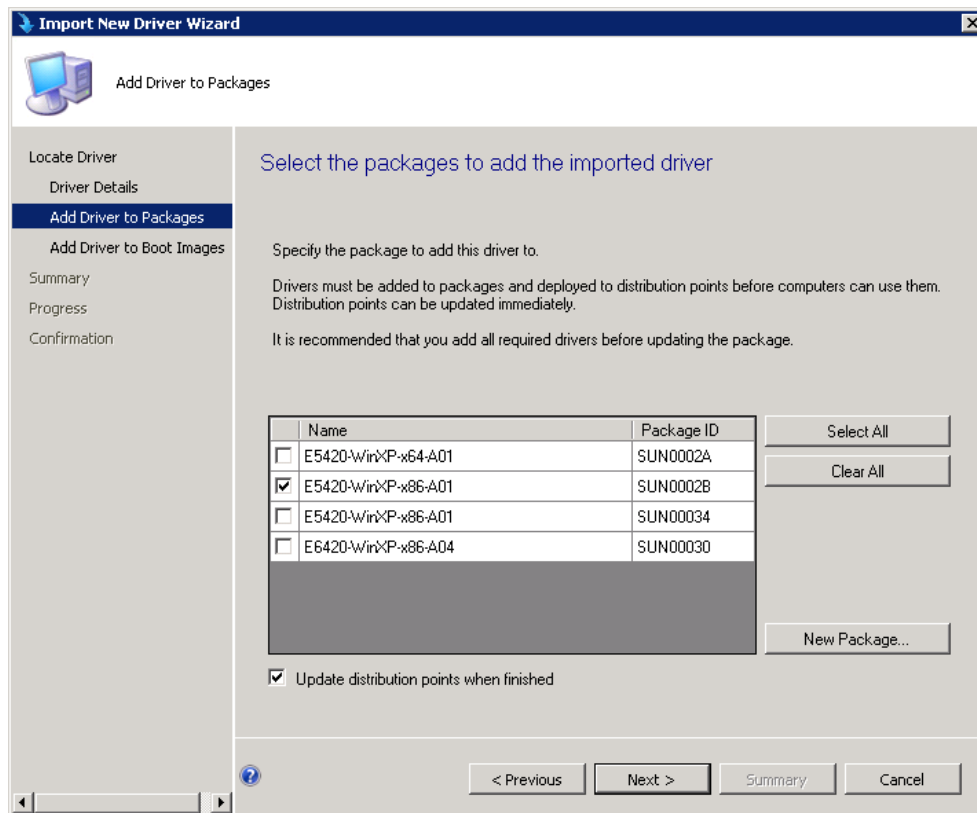 Import New Driver Wizard
Add Driver to Packages
Locate Driver
Driver Details
Add Driver to Packages
Add Driver to Boot Images
Summary
Progress
Confirmation
Select the packages to add the imported driver
Specify the package to add this driver to.
Drivers must be added to packages and deployed to distribution points before computers can use them.
Distribution points can be updated immediately.
It is recommended that you add all required drivers before updating the package.
Name Package ID
E5420-WinXP-x64-A01 SUN0002A
E5420-WinXP-x86-A01 SUN0002B
E5420-WinXP-x86-A01 SUN00034
E6420-WinXP-x86-A04 SUN00030
Select All
Clear All
New Package...
Update distribution points when finished
< Previous Next > Summary Cancel